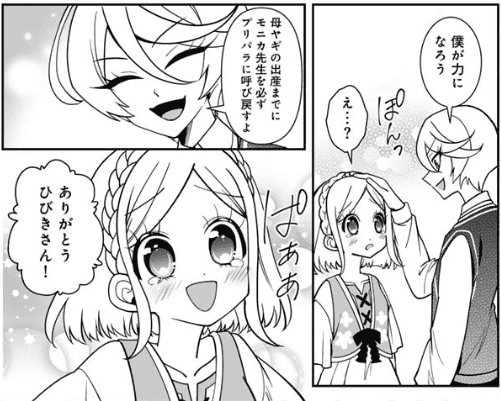 僕が力に
なろう
ぽんっ
え…?
母ヤギの出産までに
モニカ先生を必ず
プリパラに呼び戻すよ
ぱぁぁ
ありがとう
ひびきさん!